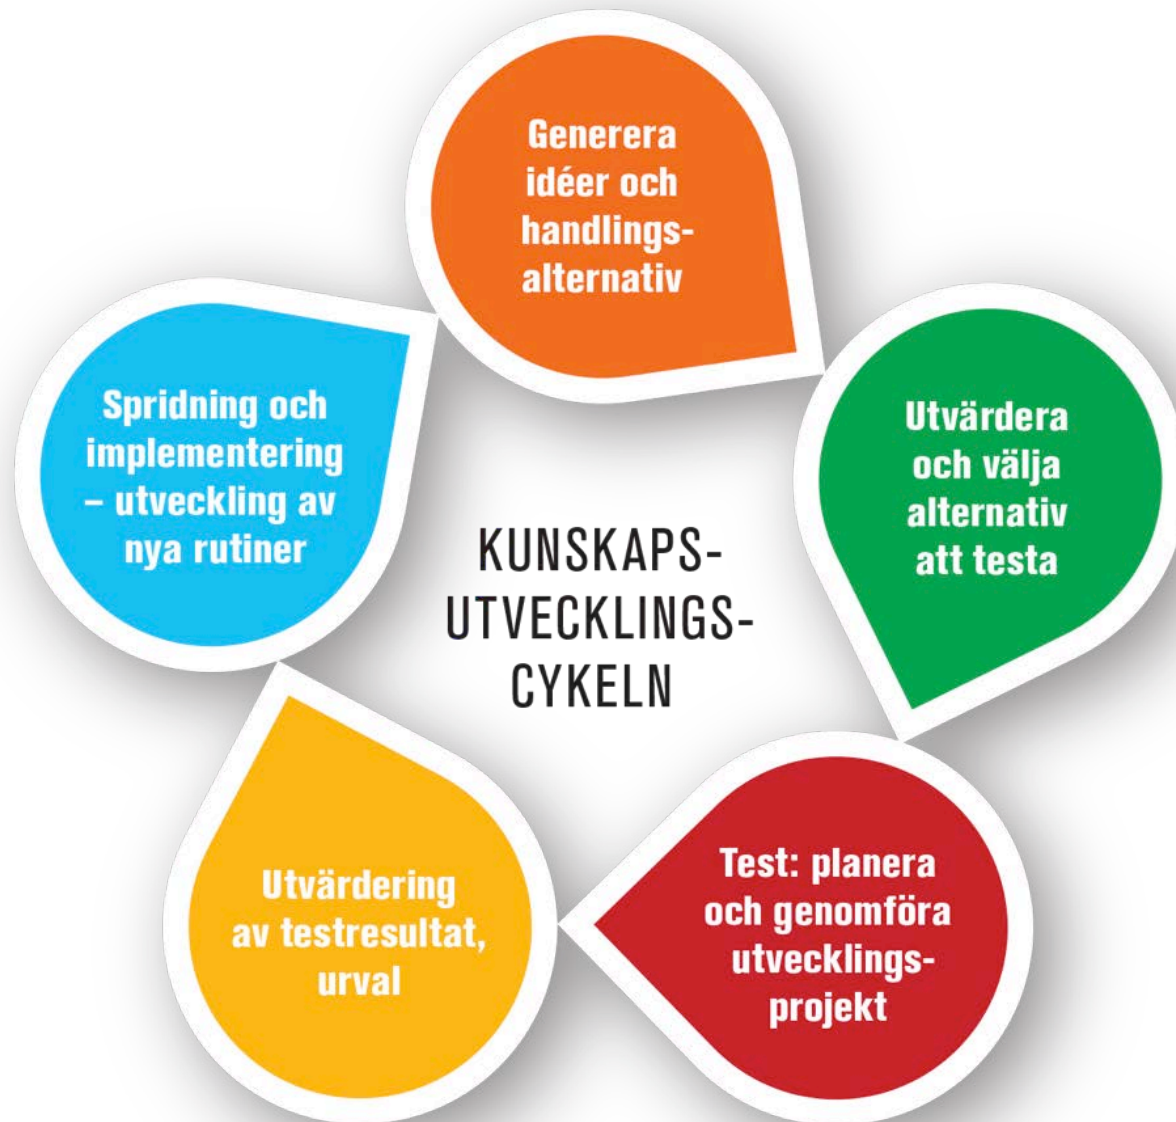 Generera
idéer och
handlings-
alternativ
Utvärdera
och välja
alternativ
att testa
Test: planera
och genomföra
utvecklings-
projekt
Utvärdering
av testresultat,
urval
Spridning och
implementering
– utveckling av
nya rutiner
KUNSKAPS-
UTVECKLINGS-
CYKELN